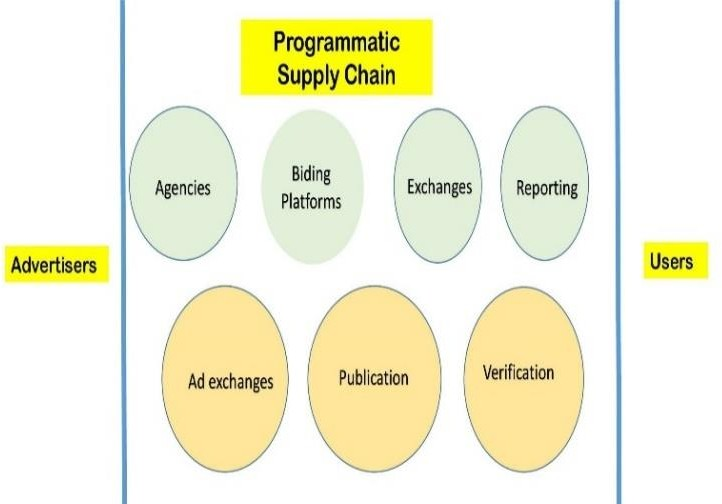 Programmatic
Supply Chain
Agencies
Biding
Platforms
Exchanges
Reporting
Advertisers
Users
Ad exchanges
Publication
Verification